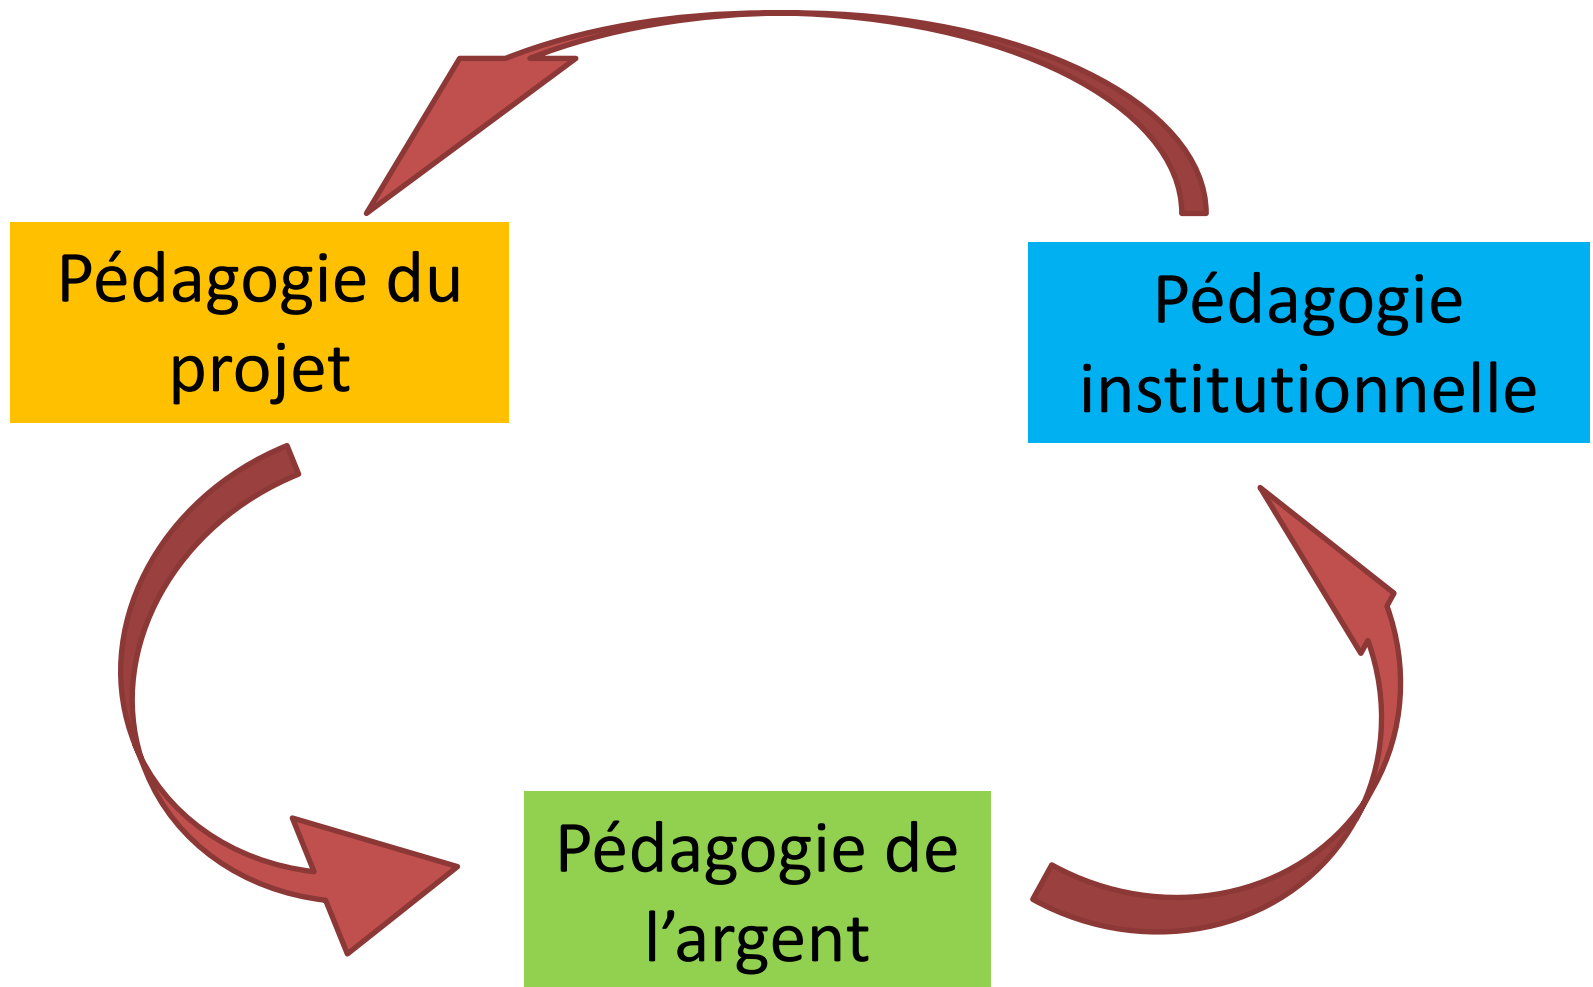 Pédagogie du
projet
Pédagogie
institutionnelle
Pédagogie de
l’argent